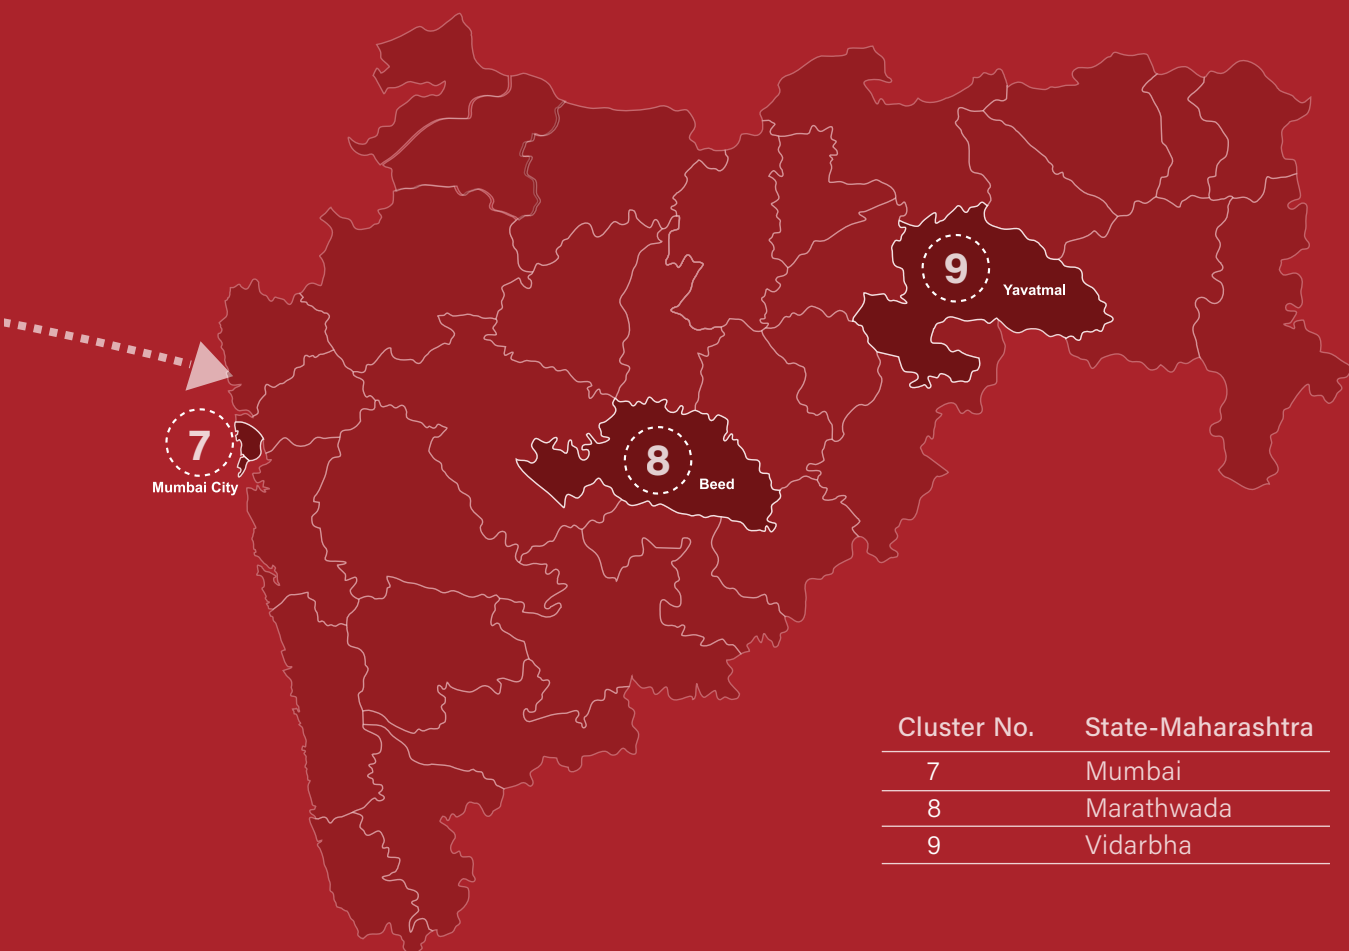 9
Yavatmal
7
Mumbai City
8
Beed
Cluster No. State-Maharashtra
7 Mumbai
8 Marathwada
9 Vidarbha